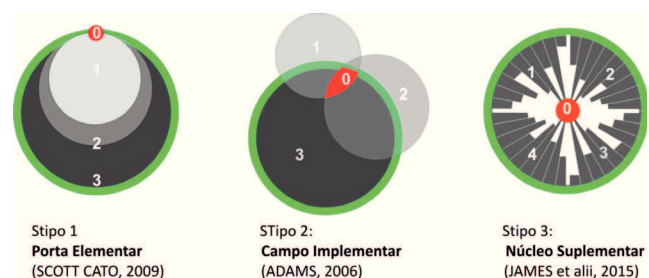 0
1
2
3
1
0
2
3
1
2
0
4
3
Stipo 1
Porta Elementar
(SCOTT CATO, 2009)
STipo 2:
Campo Implementar
(ADAMS, 2006)
Stipo 3:
Núcleo Suplementar
(JAMES et alii, 2015)